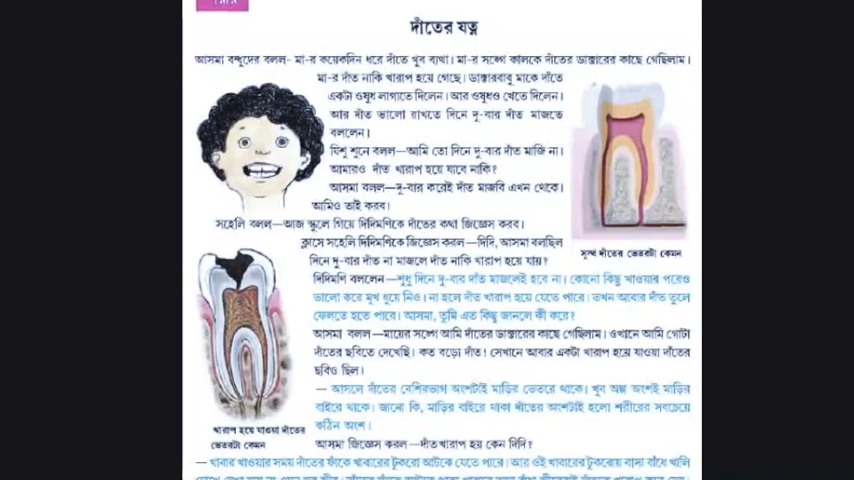 দাঁতের যত্ন
আসমা বন্ধুদের বলল- মা-র কয়েকদিন ধরে দাঁতে খুব ব্যথা। মা-র সঙ্গে কালকে দাঁতের ডাক্তারের কাছে গেছিলাম।
মা-র দাঁত নাকি খারাপ হয়ে গেছে। ডাক্তারবাবু মাকে দাঁতে
একটা ওষুধ লাগাতে দিলেন। আর ওষুধও খেতে দিলেন।
আর দাঁত ভালো রাখতে দিনে দু-বার দাঁত মাজতে
বললেন।
যিশু শুনে বলল—আমি তো দিনে দু-বার দাঁত মাজি না।
আমারও দাঁত খারাপ হয়ে যাবে নাকি?
আসমা বলল—দু-বার করেই দাঁত মাজবি এখন থেকে।
আমিও তাই করব।
সহেলি বলল—আজ স্কুলে গিয়ে দিদিমণিকে দাঁতের কথা জিজ্ঞেস করব।
ক্লাসে সহেলি দিদিমণিকে জিজ্ঞেস করল—দিদি, আসমা বলছিল
দিনে দু-বার দাঁত না মাজলে দাঁত নাকি খারাপ হয়ে যায়?
সুস্থ দাঁতের ভেতরটা কেমন
দিদিমণি বললেন—শুধু দিনে দু-বার দাঁত মাজলেই হবে না। কোনো কিছু খাওয়ার পরেও
ভালো করে মুখ ধুয়ে নিও। না হলে দাঁত খারাপ হয়ে যেতে পারে। তখন আবার দাঁত তুলে
ফেলতে হতে পারে। আসমা, তুমি এত কিছু জানলে কী করে?
আসমা বলল—মায়ের সঙ্গে আমি দাঁতের ডাক্তারের কাছে গেছিলাম। ওখানে আমি গোটা
দাঁতের ছবিতে দেখেছি। কত বড়ো দাঁত! সেখানে আবার একটা খারাপ হয়ে যাওয়া দাঁতের
ছবিও ছিল।
— আসলে দাঁতের বেশিরভাগ অংশটাই মাড়ির ভেতরে থাকে। খুব অল্প অংশই মাড়ির
বাইরে থাকে। জানো কি, মাড়ির বাইরে থাকা দাঁতের অংশটাই হলো শরীরের সবচেয়ে
কঠিন অংশ।
খারাপ হয়ে যাওয়া দাঁতের
ভেতরটা কেমন
আসমা জিজ্ঞেস করল—দাঁত খারাপ হয় কেন দিদি?
— খাবার খাওয়ার সময় দাঁতের ফাঁকে খাবারের টুকরো আটকে যেতে পারে। আর ওই খাবারের টুকরোয় বাসা বাঁধে খালি